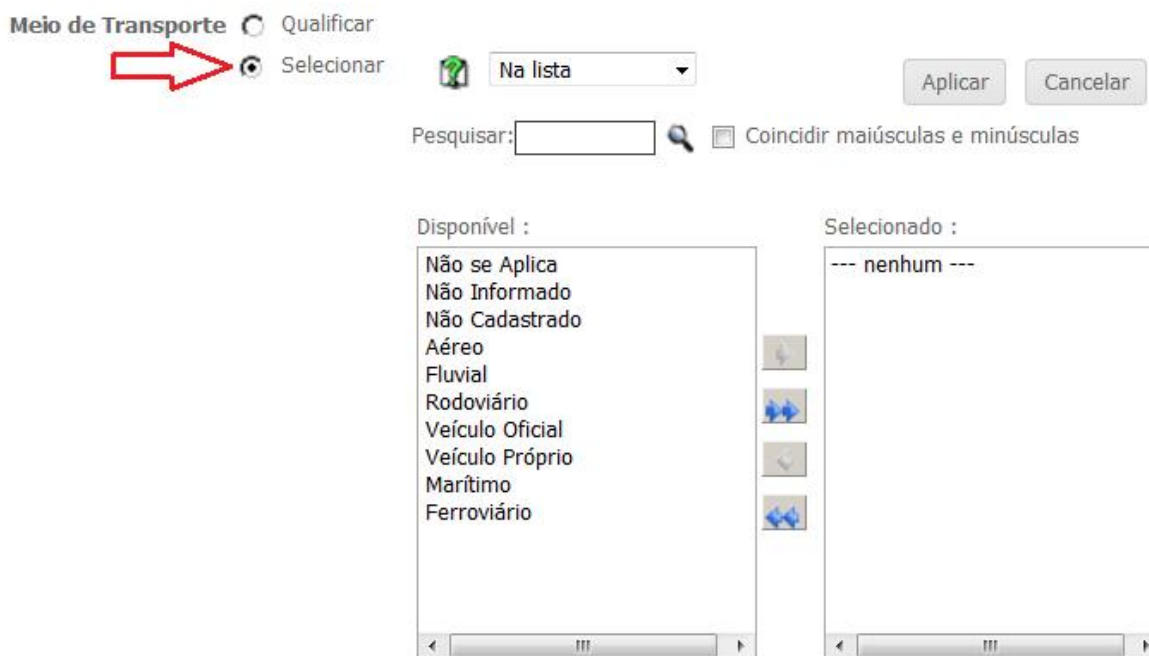 Meio de Transporte Qualificar
Selecionar Na lista Aplicar Cancelar
Pesquisar: Coincidir maiúsculas e minúsculas
Disponível : Selecionado :
Não se Aplica --- nenhum ---
Não Informado
Não Cadastrado
Aéreo
Fluvial
Rodoviário
Veículo Oficial
Veículo Próprio
Marítimo
Ferroviário